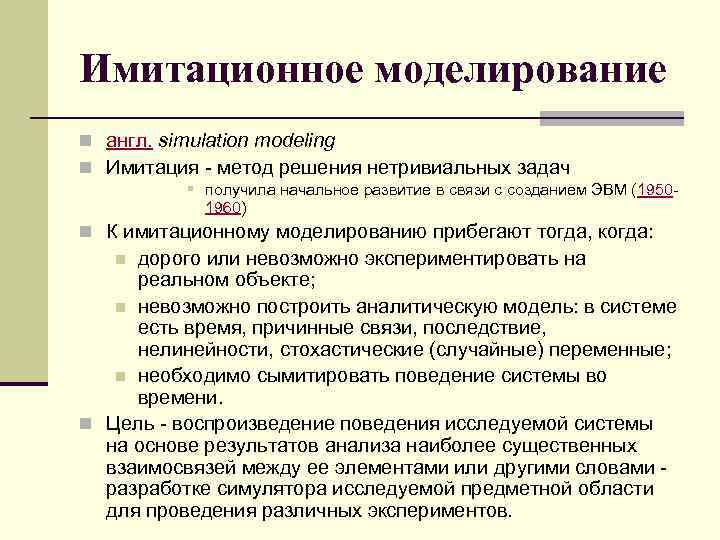 Имитационное моделирование
англ. simulation modeling
Имитация - метод решения нетривиальных задач
получила начальное развитие в связи с созданием ЭВМ (1950-
1960)
К имитационному моделированию прибегают тогда, когда:
дорого или невозможно экспериментировать на
реальном объекте;
невозможно построить аналитическую модель: в системе
есть время, причинные связи, последствие,
нелинейности, стохастические (случайные) переменные;
необходимо сымитировать поведение системы во
времени.
Цель - воспроизведение поведения исследуемой системы
на основе результатов анализа наиболее существенных
взаимосвязей между ее элементами или другими словами -
разработке симулятора исследуемой предметной области
для проведения различных экспериментов.